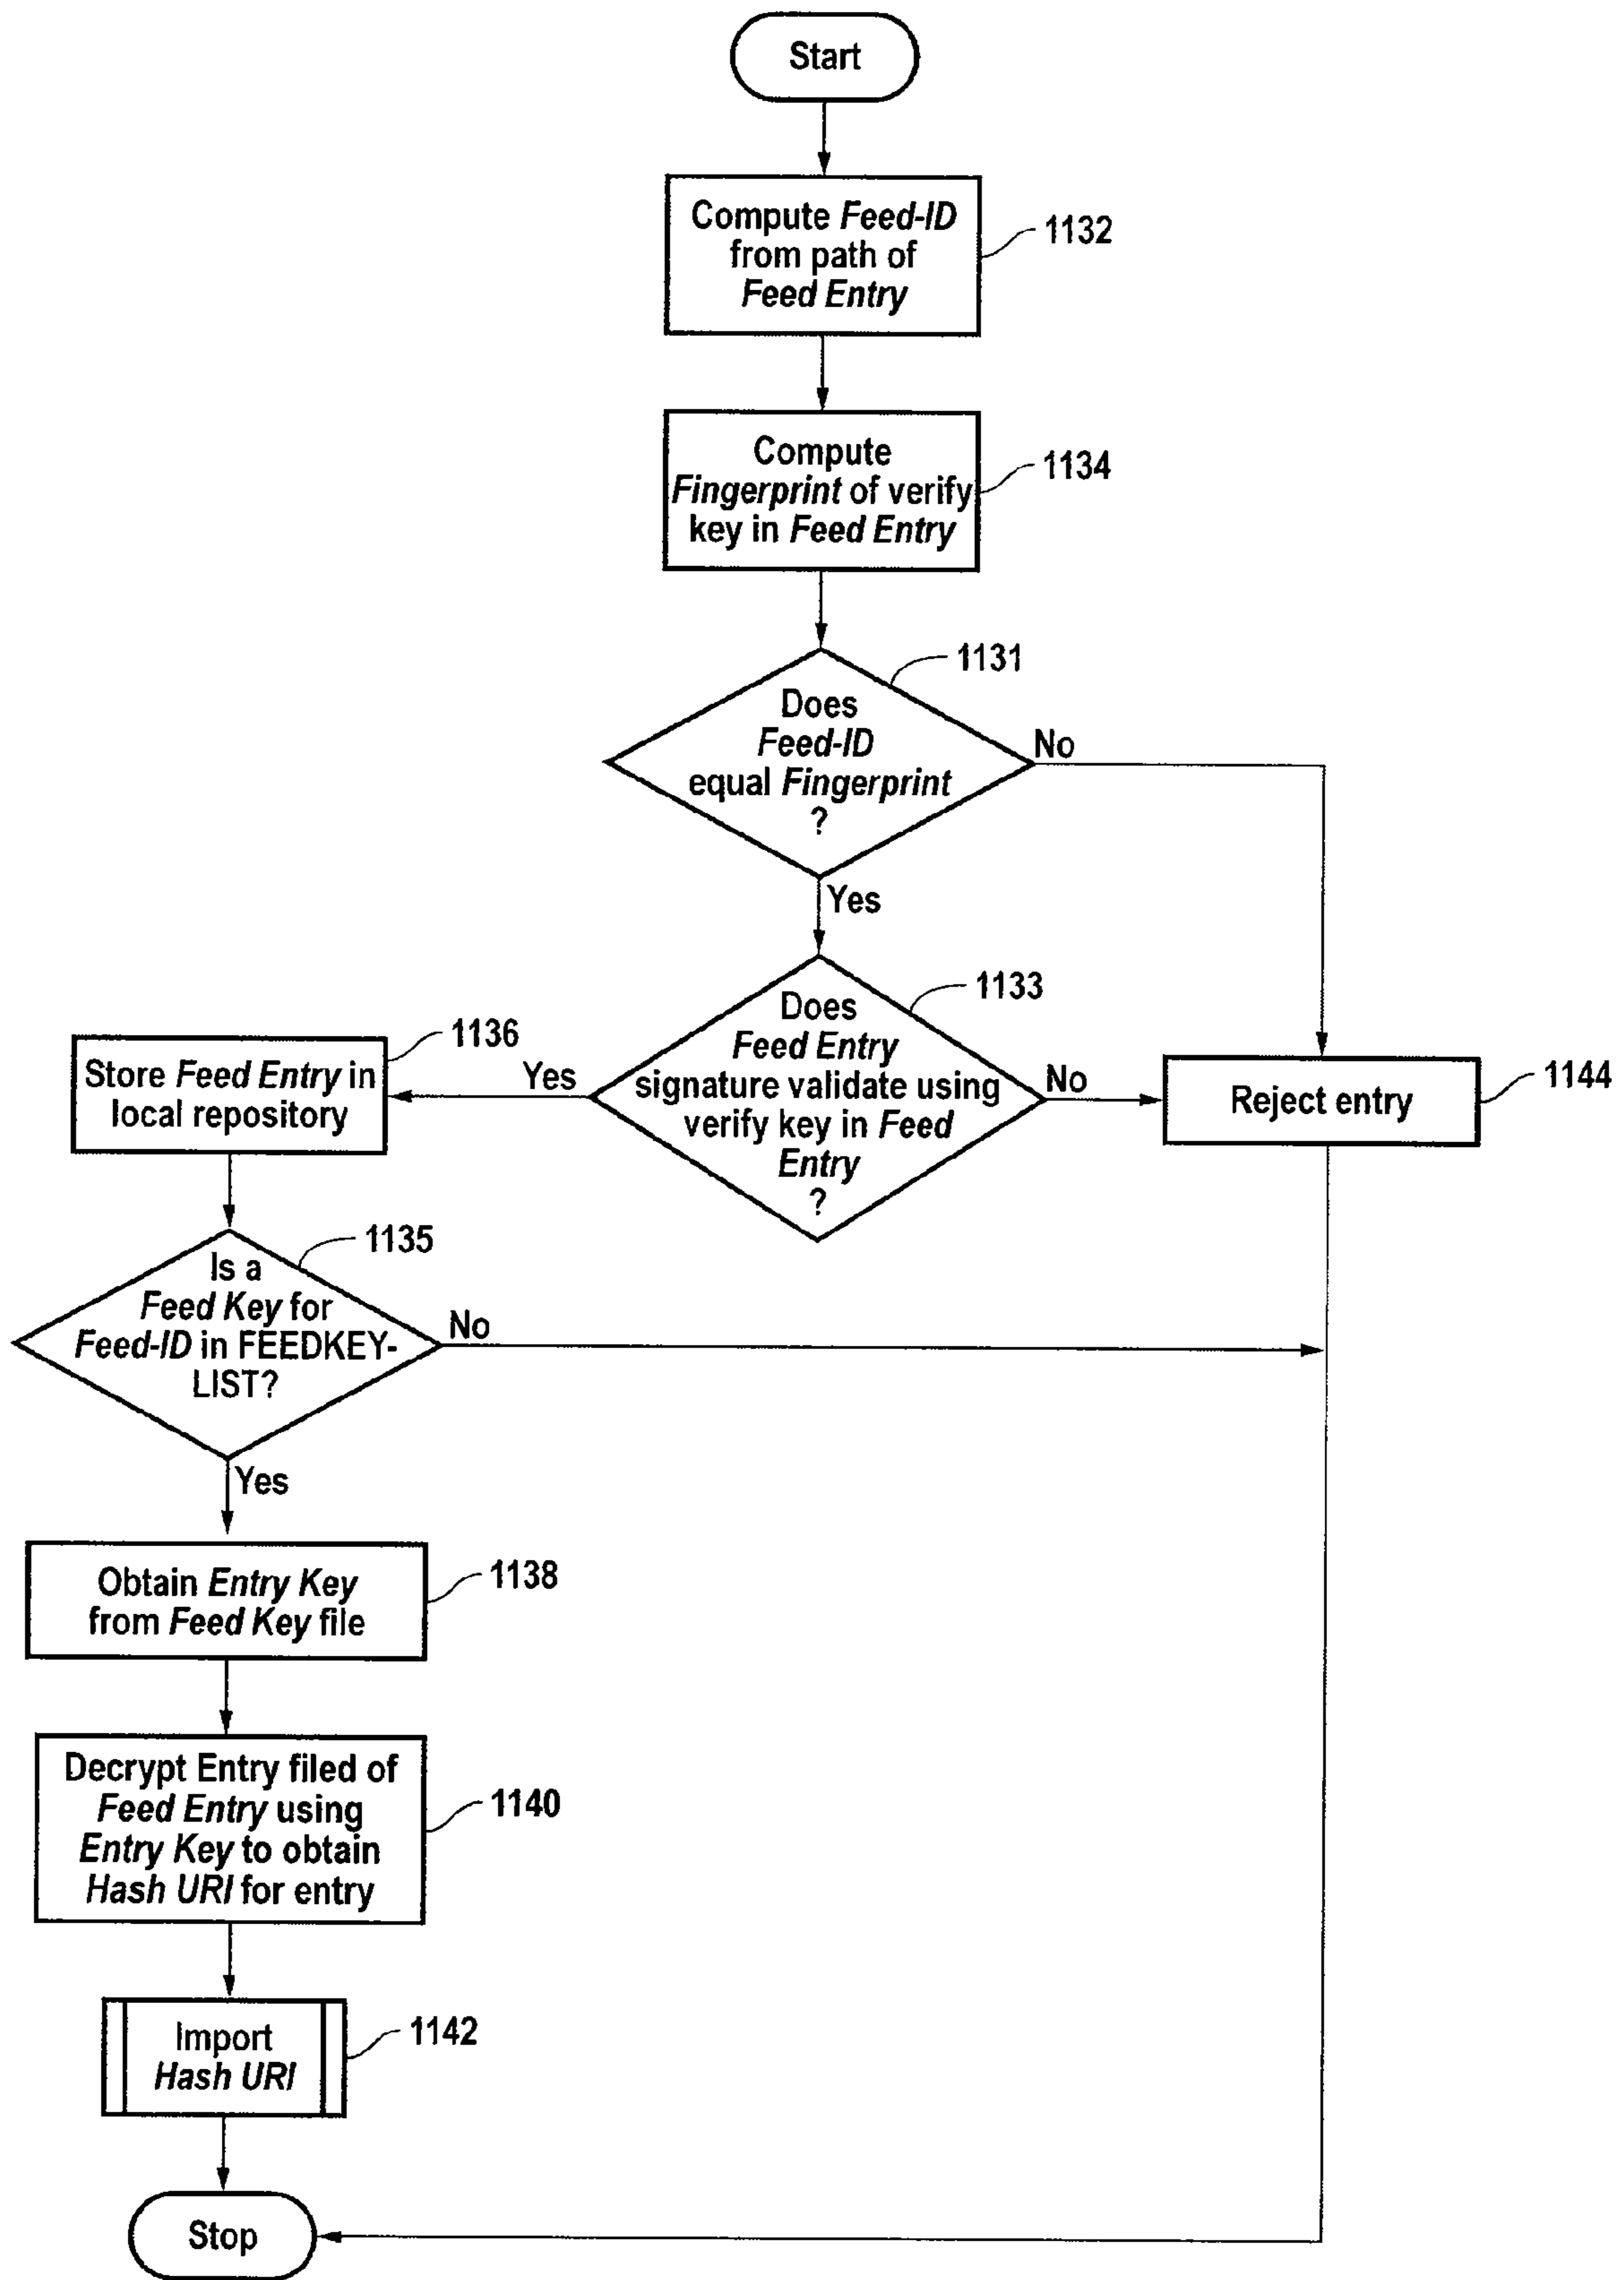 Start
Compute Feed-ID
from path of
Feed Entry
1132
Compute
Fingerprint of verify
key in Feed Entry
1134
1131
Does
Feed-ID
equal Fingerprint
?
No
Yes
1133
Does
Feed Entry
signature validate using
verify key in Feed
Entry
?
Yes
No
1136
Store Feed Entry in
local repository
Reject entry
1144
1135
Is a
Feed Key for
Feed-ID in FEEDKEY-
LIST?
No
Yes
Obtain Entry Key
from Feed Key file
1138
Decrypt Entry filed of
Feed Entry using
Entry Key to obtain
Hash URI for entry
1140
Import
Hash URI
1142
Stop